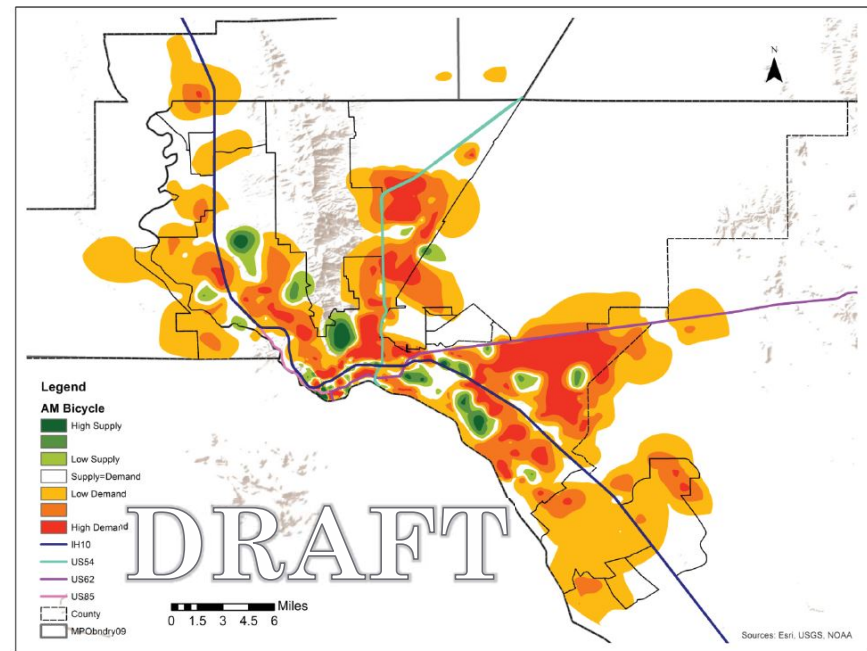 N
Legend
AM Bicycle
High Supply
Low Supply
Supply=Demand
Low Demand
High Demand
IH10
US54
US62
US85
County
MPObndry09
DRAFT
Miles
0 1.5 3 4.5 6
Sources: Esri, USGS, NOAA